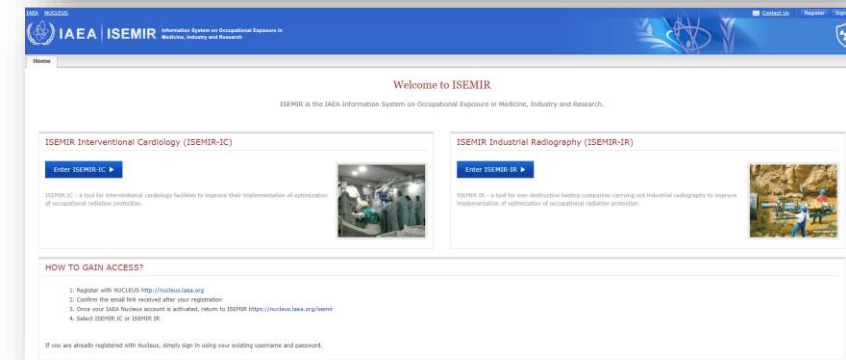 IAEA NUCLEUS
Contact Us Register Sign
IAEA ISEMIR Information System on Occupational Exposure in
Medicine, Industry and Research
Home
Welcome to ISEMIR
ISEMIR is the IAEA Information System on Occupational Exposure in Medicine, Industry and Research.
ISEMIR Interventional Cardiology (ISEMIR-IC)
Enter ISEMIR-IC
ISEMIR IC - a tool for interventional cardiology facilities to improve their implementation of optimization
of occupational radiation protection.
ISEMIR Industrial Radiography (ISEMIR-IR)
Enter ISEMIR-IR
ISEMIR IR - a tool for non-destructive testing companies carrying out industrial radiography to improve
implementation of optimization of occupational radiation protection.
HOW TO GAIN ACCESS?
1. Register with NUCLEUS http://nucleus.iaea.org
2. Confirm the email link received after your registration
3. Once your IAEA Nucleus account is activated, return to ISEMIR https://nucleus.iaea.org/isemir
4. Select ISEMIR IC or ISEMIR IR
If you are already registered with Nucleus, simply sign in using your existing username and password.